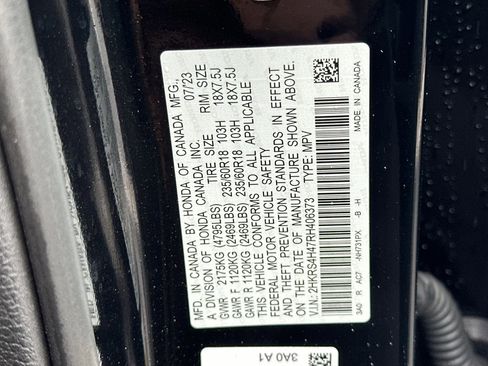 MFD. IN CANADA BY HONDA OF CANADA MFG.,
A DIVISION OF HONDA CANADA INC. 07/23
TIRE SIZE RIM SIZE
GVWR 2175KG (4795LBS)
GAWR F 1120KG (2469LBS) 235/60R18 103H 18X7.5J
GAWR R 1120KG (2469LBS) 235/60R18 103H 18X7.5J
THIS VEHICLE CONFORMS TO ALL APPLICABLE
FEDERAL MOTOR VEHICLE SAFETY
AND THEFT PREVENTION STANDARDS IN EFFECT
ON THE DATE OF MANUFACTURE SHOWN ABOVE.
V.I.N.: 2HKRS4H47RH406373 TYPE: MPV
3A0 R AC7 NH731PX -B -H MADE IN CANADA
3A0 A1